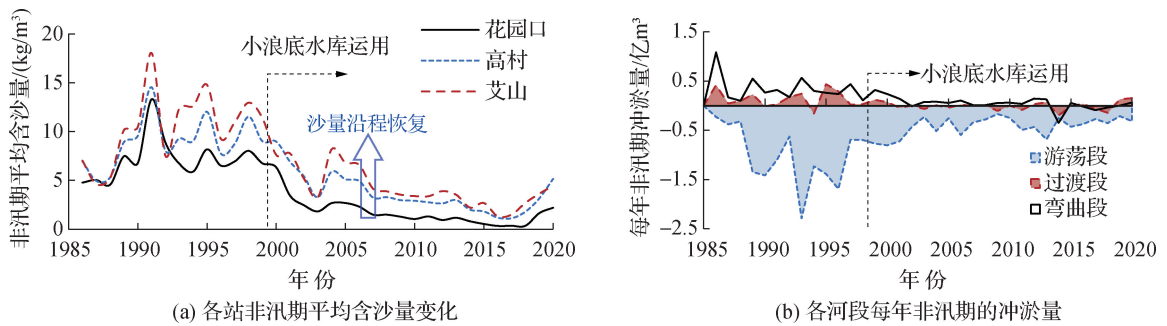 非汛期平均含沙量/(kg/m³)
20
15
10
5
0
1985
1990
1995
2000
2005
2010
2015
2020
年 份
小浪底水库运用
花园口
高村
艾山
沙量沿程恢复
(a) 各站非汛期平均含沙量变化
每年非汛期冲淤量/亿m³
1.5
0.5
−0.5
−1.5
−2.5
1985
1990
1995
2000
2005
2010
2015
2020
年 份
小浪底水库运用
游荡段
过渡段
弯曲段
(b) 各河段每年非汛期的冲淤量